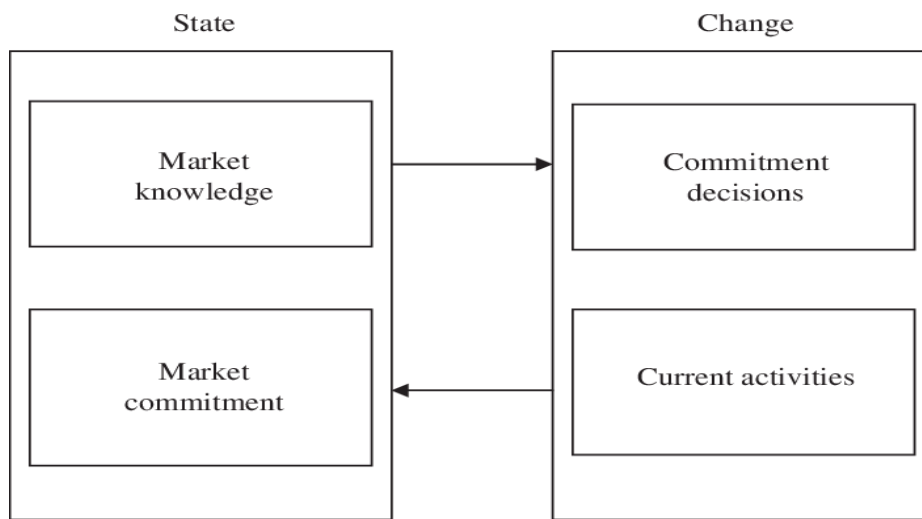 State
Change
Market
knowledge
Commitment
decisions
Market
commitment
Current activities